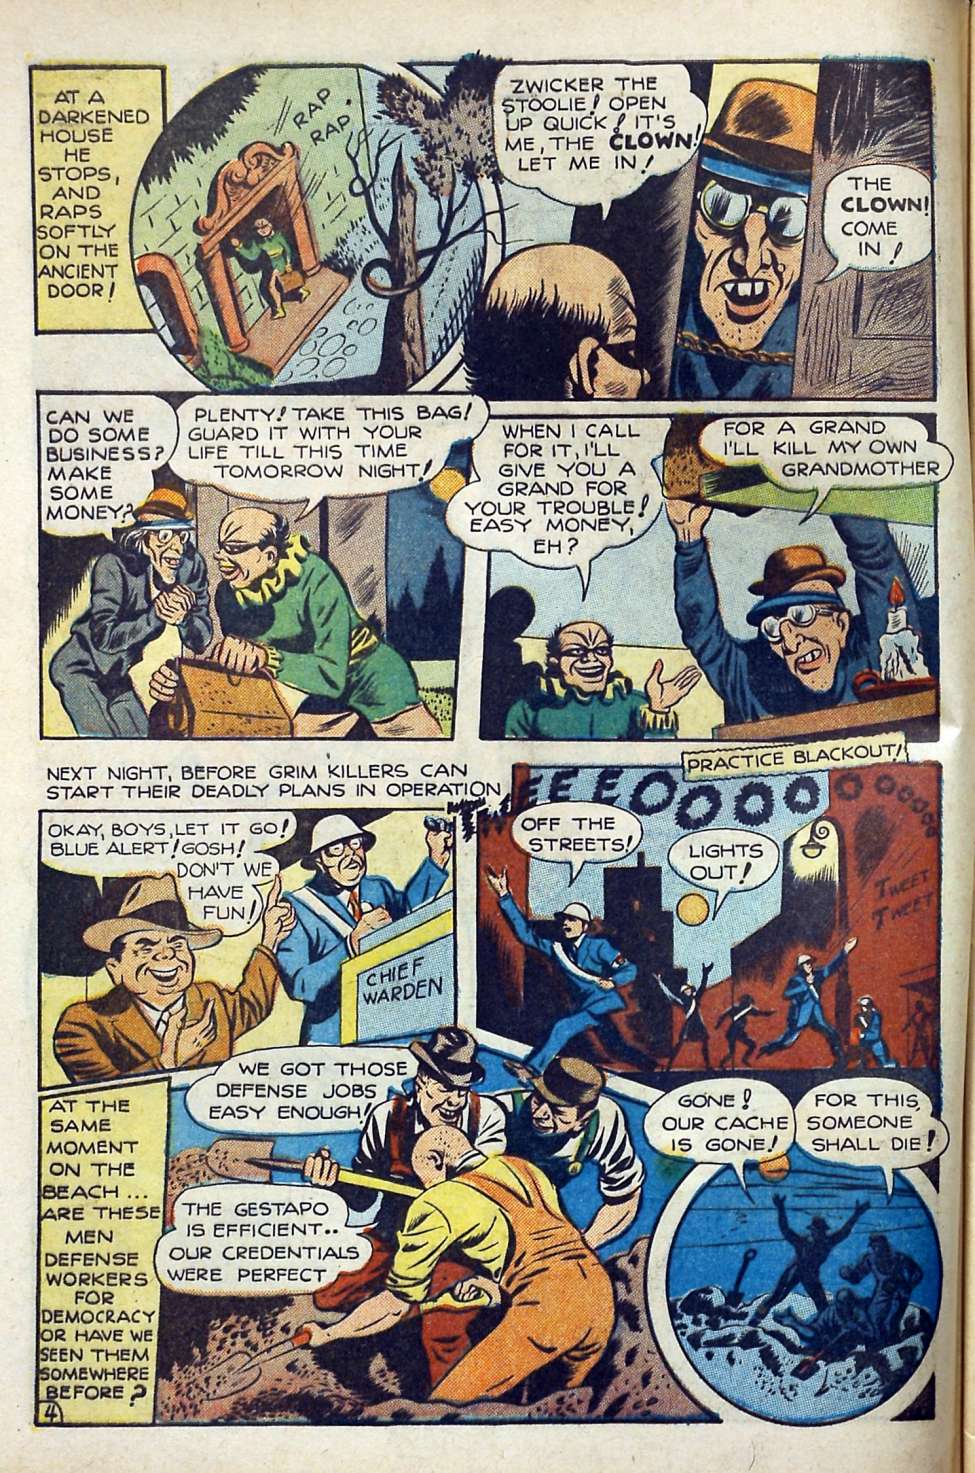 AT A
DARKENED
HOUSE
HE
STOPS,
AND
RAPS
SOFTLY
ON THE
ANCIENT
DOOR!
RAP,
RAP,
ZWICKER THE
STOOLIE! OPEN
UP QUICK! IT'S
ME, THE CLOWN!
LET ME IN!
THE
CLOWN!
COME
IN!
CAN WE
DO SOME
BUSINESS?
MAKE
SOME
MONEY?
PLENTY! TAKE THIS BAG!
GUARD IT WITH YOUR
LIFE TILL THIS TIME
TOMORROW NIGHT!
WHEN I CALL
FOR IT, I'LL
GIVE YOU A
GRAND FOR
YOUR TROUBLE!
EASY MONEY,
EH?
FOR A GRAND
I'LL KILL MY OWN
GRANDMOTHER
NEXT NIGHT, BEFORE GRIM KILLERS CAN
START THEIR DEADLY PLANS IN OPERATION
OKAY, BOYS, LET IT GO!
BLUE ALERT! GOSH!
DON'T WE
HAVE
FUN!
CHIEF
WARDEN
PRACTICE BLACKOUT!
EEEOOOOOOOOOO
OFF THE
STREETS!
LIGHTS
OUT!
TWEET
TWEET
AT THE
SAME
MOMENT
ON THE
BEACH...
ARE THESE
MEN
DEFENSE
WORKERS
FOR
DEMOCRACY
OR HAVE WE
SEEN THEM
SOMEWHERE
BEFORE?
WE GOT THOSE
DEFENSE JOBS
EASY ENOUGH!
THE GESTAPO
IS EFFICIENT..
OUR CREDENTIALS
WERE PERFECT
GONE!
OUR CACHE
IS GONE!
FOR THIS,
SOMEONE
SHALL DIE!
4